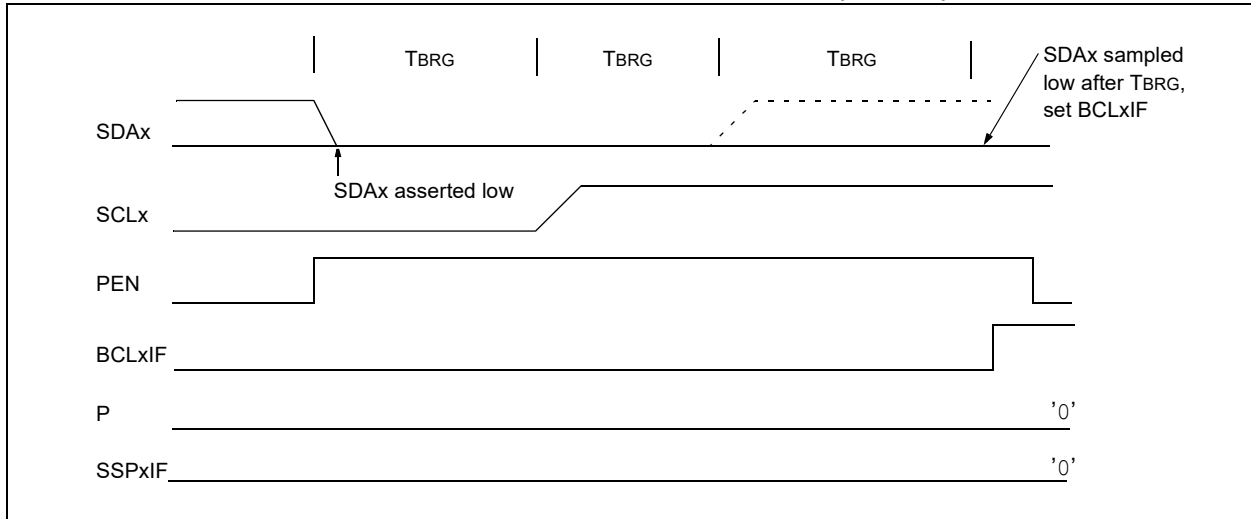 TBRG TBRG TBRG
SDAx sampled
low after TBRG,
set BCLxIF
SDAx
SDAx asserted low
SCLx
PEN
BCLxIF
P '0'
SSPxIF '0'